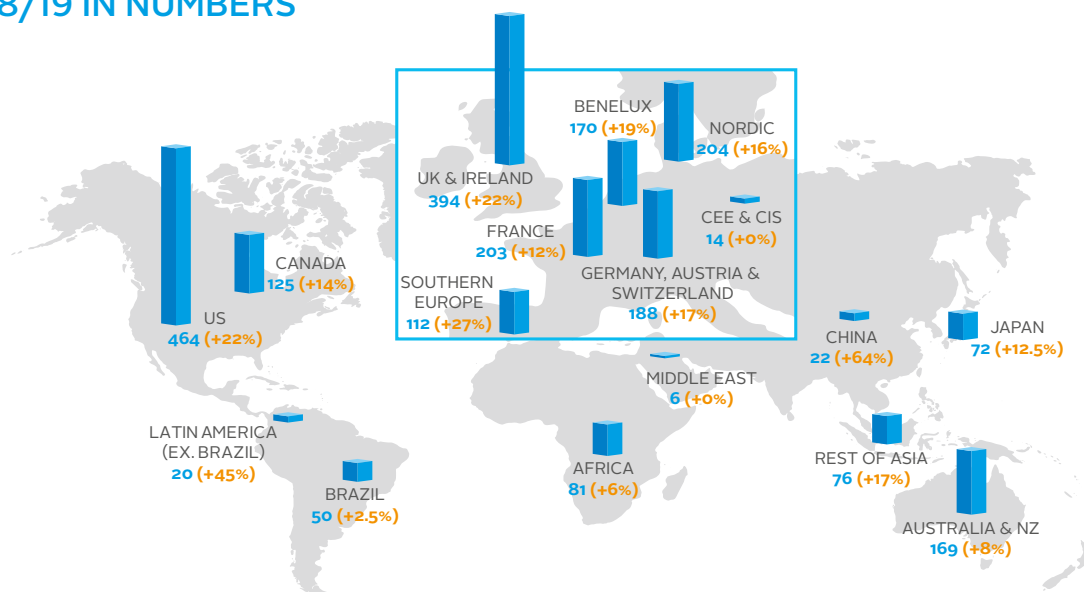 8/19 IN NUMBERS
BENELUX
170 (+19%)
NORDIC
204 (+16%)
UK & IRELAND
394 (+22%)
CEE & CIS
14 (+0%)
FRANCE
203 (+12%)
CANADA
125 (+14%)
GERMANY, AUSTRIA &
SWITZERLAND
188 (+17%)
SOUTHERN
EUROPE
112 (+27%)
US
464 (+22%)
CHINA
22 (+64%)
JAPAN
72 (+12.5%)
MIDDLE EAST
6 (+0%)
LATIN AMERICA
(EX. BRAZIL)
20 (+45%)
BRAZIL
50 (+2.5%)
AFRICA
81 (+6%)
REST OF ASIA
76 (+17%)
AUSTRALIA & NZ
169 (+8%)